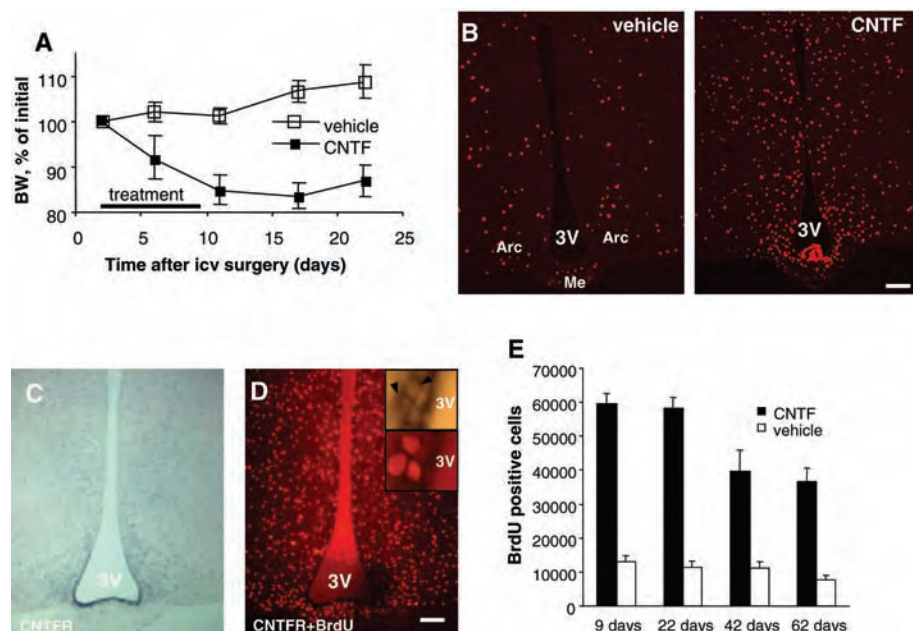 A
BW, % of initial
110
100
90
80
vehicle
CNTF
treatment
0 5 10 15 20 25
Time after icv surgery (days)
B
vehicle
CNTF
Arc
3V
Arc
Me
3V
C
3V
CNTFR
D
3V
3V
3V
CNTFR+BrdU
E
BrdU positive cells
70000
60000
50000
40000
30000
20000
10000
0
CNTF
vehicle
9 days 22 days 42 days 62 days